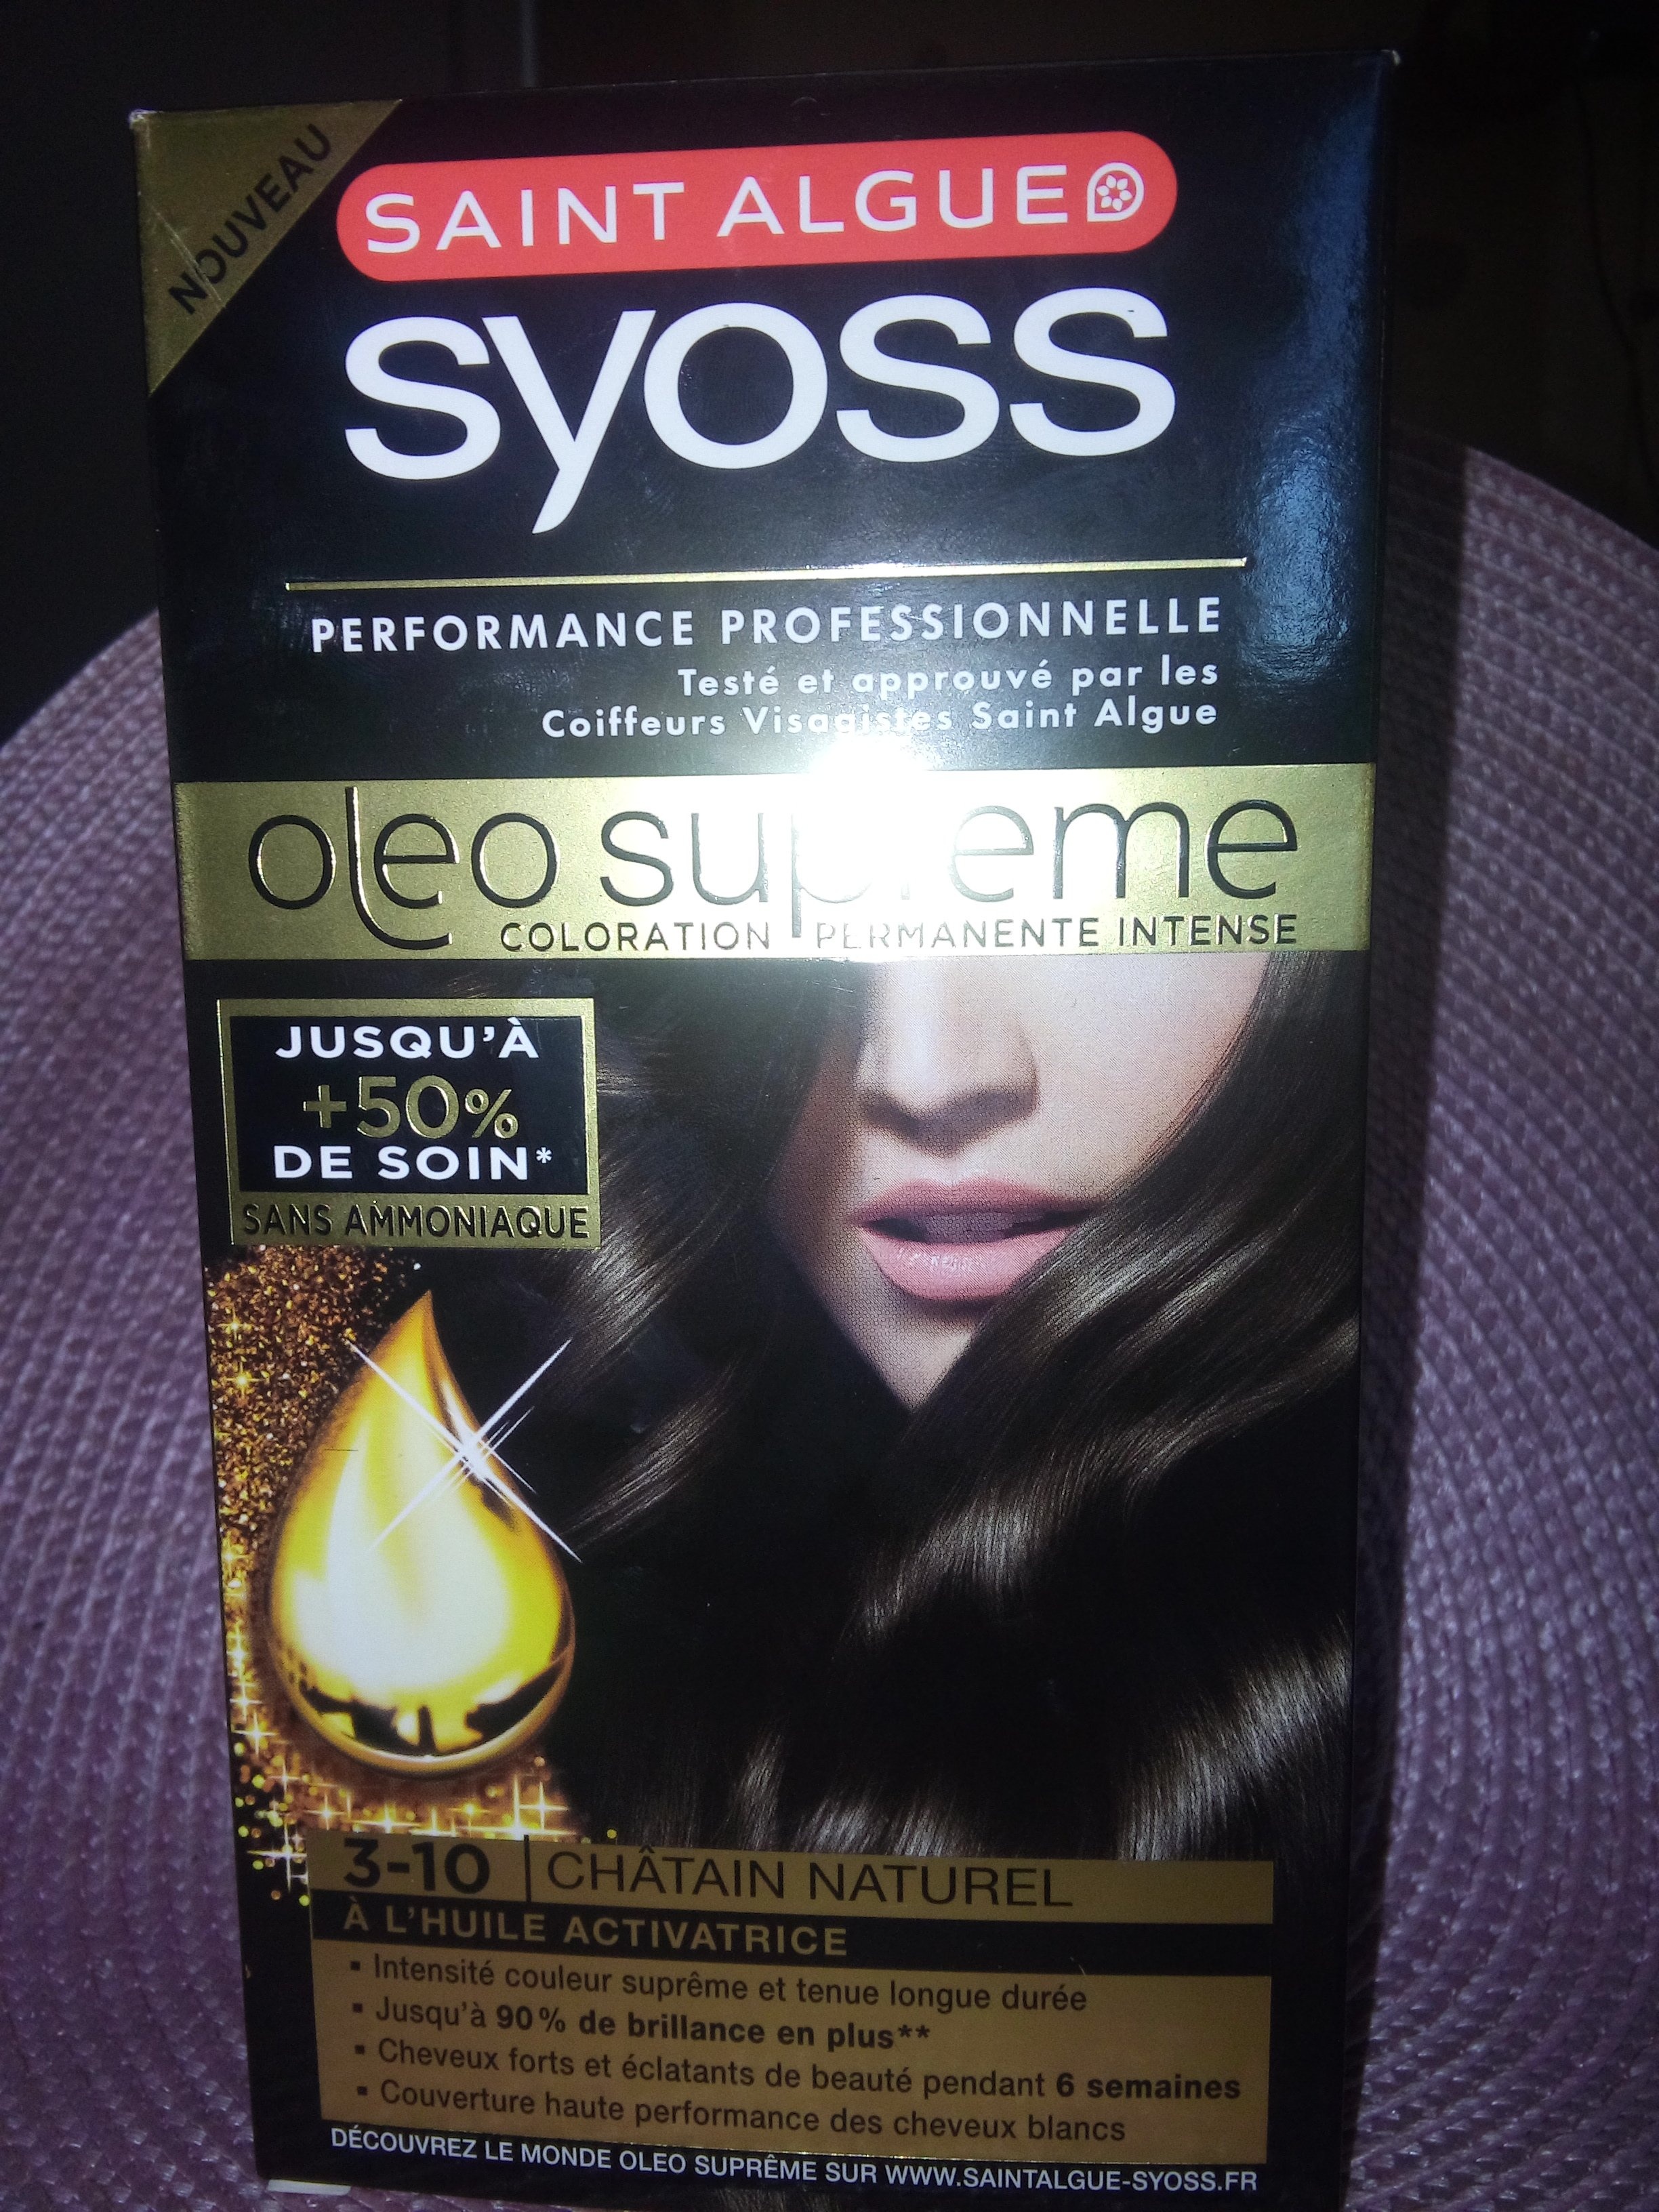 NOUVEAU
SAINT ALGUE
syoss
PERFORMANCE PROFESSIONNELLE
Testé et approuvé par les
Coiffeurs Visagistes Saint Algue
oleo suprême
COLORATION PERMANENTE INTENSE
JUSQU'À
+50%
DE SOIN*
SANS AMMONIAQUE
3-10 | CHÂTAIN NATUREL
À L'HUILE ACTIVATRICE
▪ Intensité couleur suprême et tenue longue durée
▪ Jusqu'à 90% de brillance en plus**
▪ Cheveux forts et éclatants de beauté pendant 6 semaines
▪ Couverture haute performance des cheveux blancs
DÉCOUVREZ LE MONDE OLEO SUPRÊME SUR WWW.SAINTALGUE-SYOSS.FR